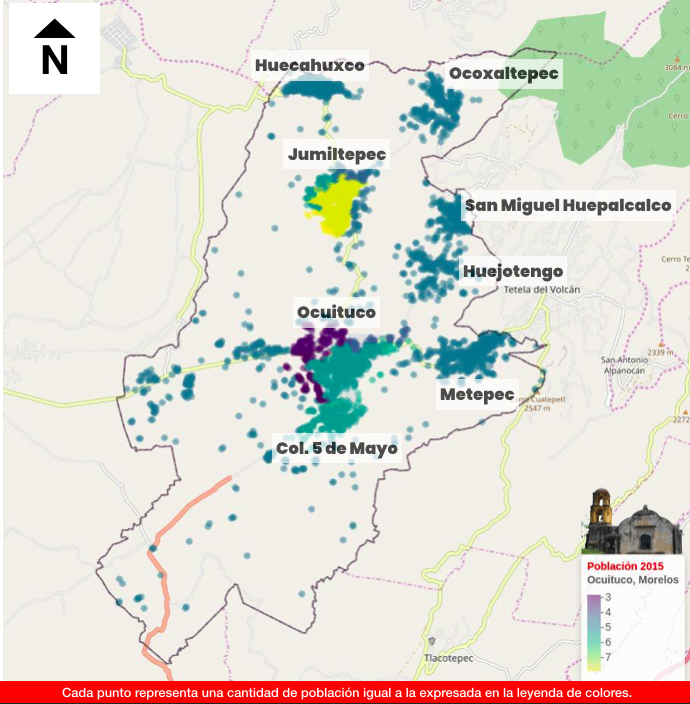 N
Huecahuxco
Ocoxaltepec
3084 m
Cerro
Jumiltepec
San Miguel Huepalcalco
Cerro Te
2
Huejotengo
Tetela del Volcán
Ocuituco
2339 m
San Antonio
Alpanocan
Metepec
Cuatepetl
2547 m
2272
Col. 5 de Mayo
Población 2015
Ocuituco, Morelos
3
4
5
6
7
Tlacotepec
Cada punto representa una cantidad de población igual a la expresada en la leyenda de colores.